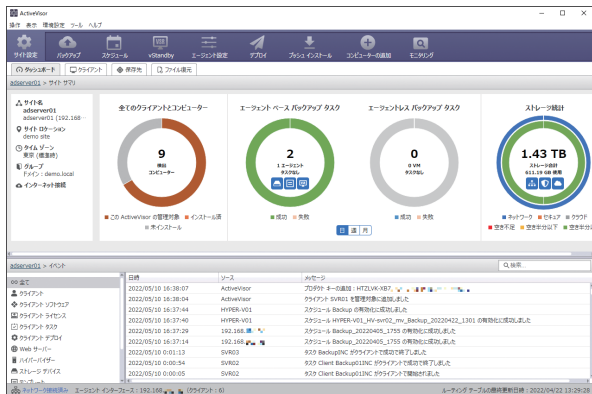 ActiveVisor
操作 表示 環境設定 ツール ヘルプ
サイト設定 バックアップ スケジュール vStandby エージェント設定 デプロイ プッシュ インストール コンピューターの追加 モニタリング
ダッシュボード クライアント 保存先 ファイル復元
adserver01 > サイト サマリ
サイト名
adserver01
adserver01 (192.168…
サイト ロケーション
demo site
タイム ゾーン
東京 (標準時)
グループ
ドメイン : demo.local
インターネット接続
全てのクライアントとコンピューター
9
検出
コンピューター
この ActiveVisor の管理対象 インストール済
未インストール
エージェント ベース バックアップ タスク
2
1 エージェント
タスクなし
成功 失敗
エージェントレス バックアップ タスク
0
0 VM
タスクなし
成功 失敗
日 週 月
ストレージ統計
1.43 TB
ストレージ合計
611.19 GB 使用
ネットワーク セキュア クラウド
空き不足 空き半分以下 空き半分以
adserver01 > イベント
検索...
全て
クライアント
クライアント ソフトウエア
クライアント ライセンス
クライアント タスク
クライアント デプロイ
Web サーバー
ハイパーバイザー
ストレージ デバイス
テンプレート
日時 ソース メッセージ
2022/05/10 16:38:07 ActiveVisor プロダクト キーの追加 : HTZLVK-XB7,
2022/05/10 16:38:04 ActiveVisor クライアント SVR01 を管理対象に追加しました
2022/05/10 16:37:44 HYPER-V01 スケジュール Backup の有効化に成功しました
2022/05/10 16:37:40 HYPER-V01 スケジュール HYPER-V01_HV-svr02_mv_Backup_20220422_1301 の有効化に成功しました
2022/05/10 16:37:29 192.168. スケジュール Backup_20220405_1755 の有効化に成功しました
2022/05/10 16:37:14 192.168. スケジュール Backup_20220405_1755 の有効化に成功しました
2022/05/10 0:01:13 SVR03 タスク BackupINC がクライアントで成功で終了しました
2022/05/10 0:00:54 SVR02 タスク Client Backup01INC がクライアントで成功で終了しました
2022/05/10 0:00:05 SVR02 タスク Client Backup01INC がクライアントで開始されました
ネットワーク接続済み エージェント インターフェース : 192.168. (クライアント : 6) ルーティング テーブルの最終更新日時 : 2022/04/22 13:29:28